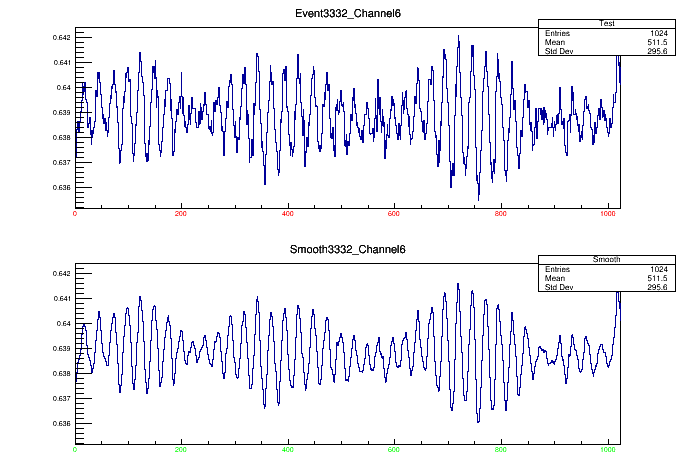 Event3332_Channel6
Test
Entries 1024
Mean 511.5
Std Dev 295.6
0.642
0.641
0.64
0.639
0.638
0.637
0.636
0 200 400 600 800 1000
Smooth3332_Channel6
Smooth
Entries 1024
Mean 511.5
Std Dev 295.6
0.642
0.641
0.64
0.639
0.638
0.637
0.636
0 200 400 600 800 1000